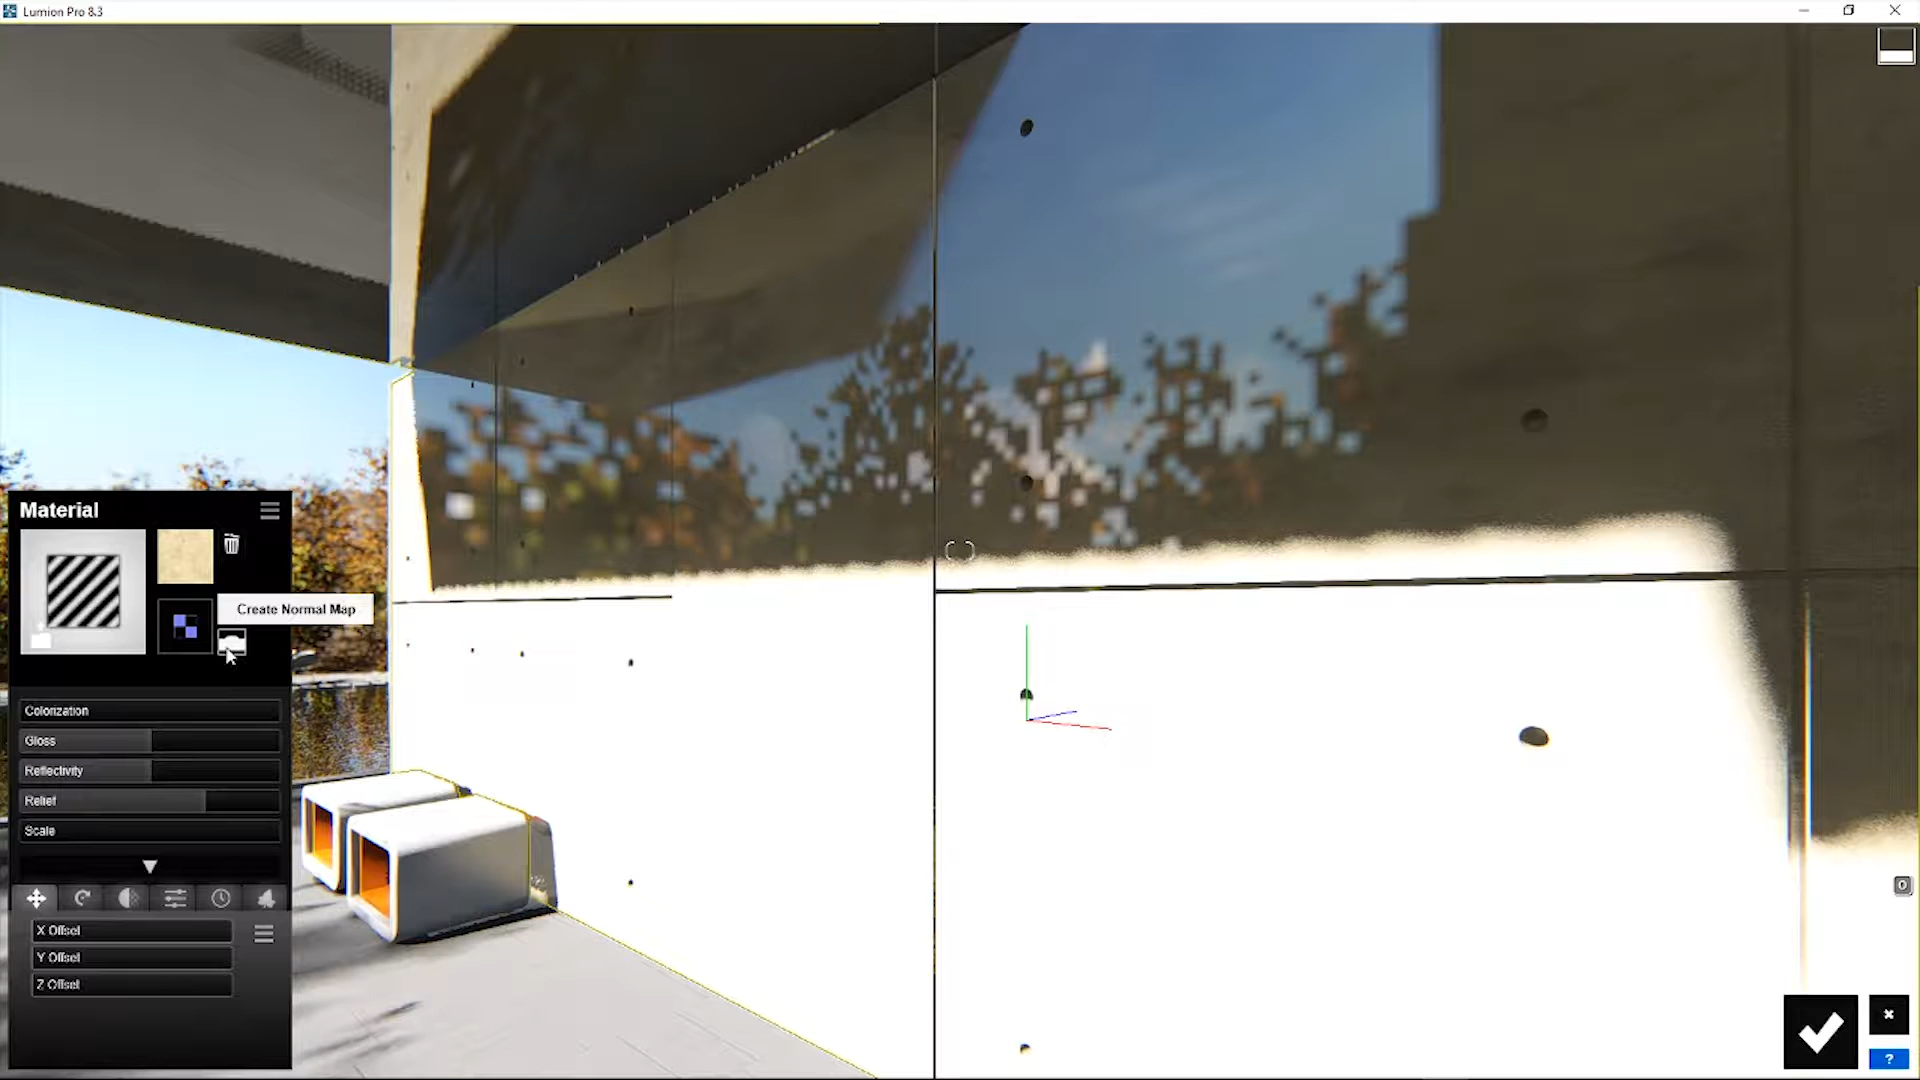 Lumion Pro 8.3
Material
Create Normal Map
Colorization
Gloss
Reflectivity
Relief
Scale
X Offset
Y Offset
Z Offset
O
?